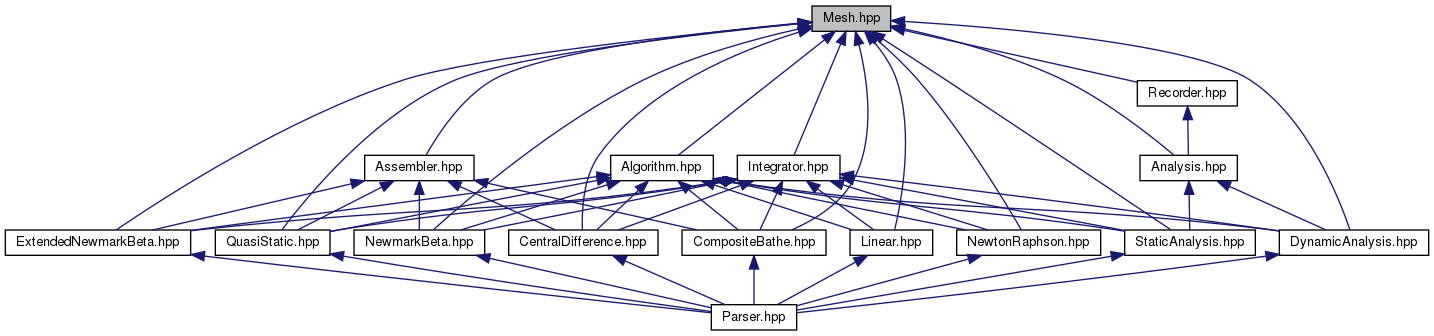 Mesh.hpp
Recorder.hpp
Assembler.hpp
Algorithm.hpp
Integrator.hpp
Analysis.hpp
ExtendedNewmarkBeta.hpp
QuasiStatic.hpp
NewmarkBeta.hpp
CentralDifference.hpp
CompositeBathe.hpp
Linear.hpp
NewtonRaphson.hpp
StaticAnalysis.hpp
DynamicAnalysis.hpp
Parser.hpp